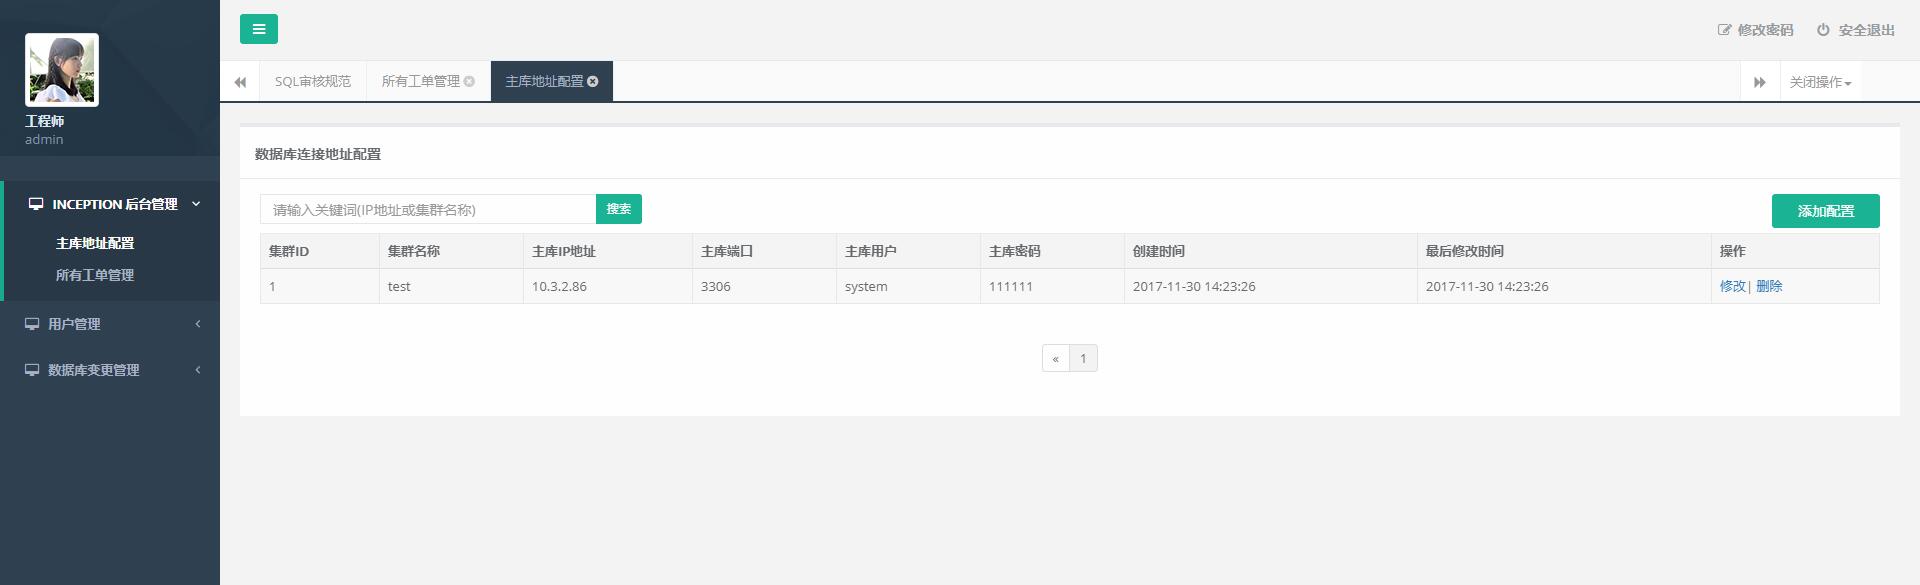 工程师
admin
INCEPTION 后台管理
主库地址配置
所有工单管理
用户管理
数据库变更管理
修改密码 安全退出
SQL审核规范 所有工单管理 主库地址配置 关闭操作
数据库连接地址配置
请输入关键词(IP地址或集群名称) 搜索 添加配置
集群ID 集群名称 主库IP地址 主库端口 主库用户 主库密码 创建时间 最后修改时间 操作
1 test 10.3.2.86 3306 system 111111 2017-11-30 14:23:26 2017-11-30 14:23:26 修改| 删除
« 1